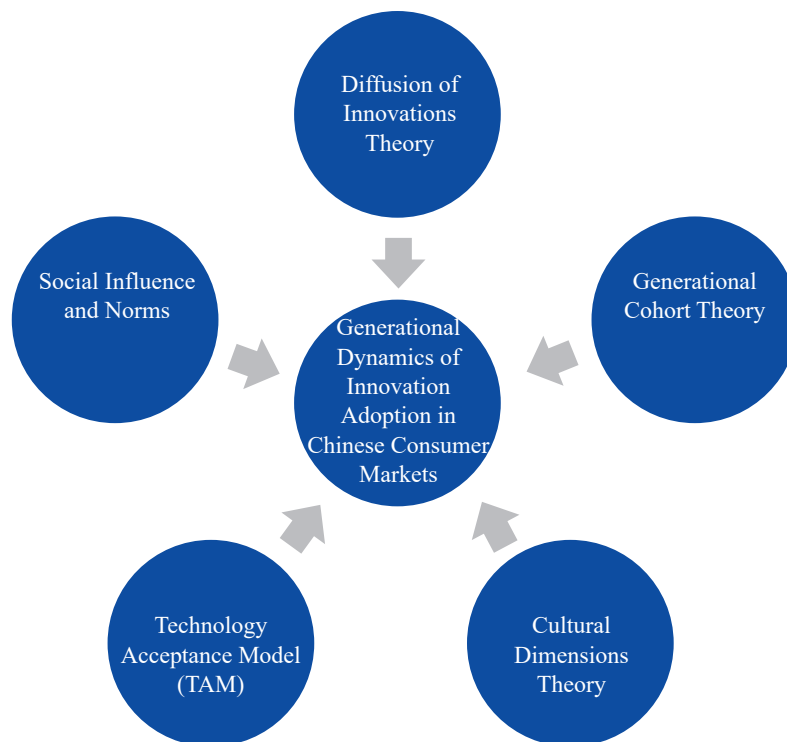 Diffusion of
Innovations
Theory
Social Influence
and Norms
Generational
Cohort Theory
Generational
Dynamics of
Innovation
Adoption in
Chinese Consumer
Markets
Technology
Acceptance Model
(TAM)
Cultural
Dimensions
Theory